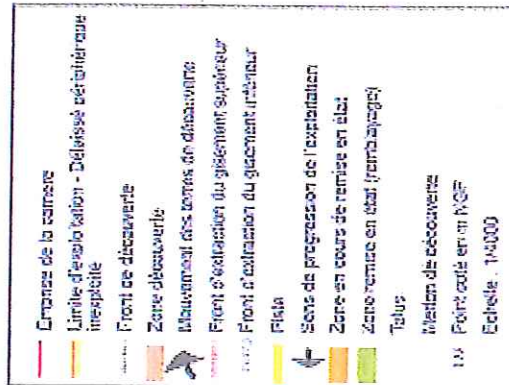 Emprise de la carrière
Limite d'exploitation - Délaissé périphérique
inexploité
Front de découverte
Zone découverte
Mouvement des terres de découverte
Front d'extraction du gisement supérieur
Front d'extraction du gisement inférieur
Piste
Sens de progression de l'exploitation
Zone en cours de remise en état
Zone remise en état (remblayage)
Talus
Merlon de découverte
Point coté en m NGF
Echelle : 1/4000